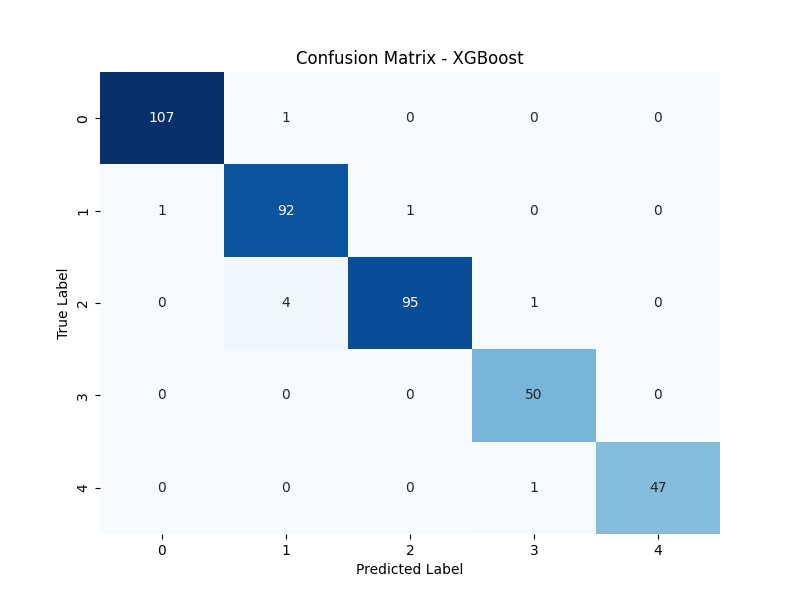 Confusion Matrix - XGBoost
0 107 1 0 0 0
1 1 92 1 0 0
2 0 4 95 1 0
3 0 0 0 50 0
4 0 0 0 1 47
True Label
0 1 2 3 4
Predicted Label